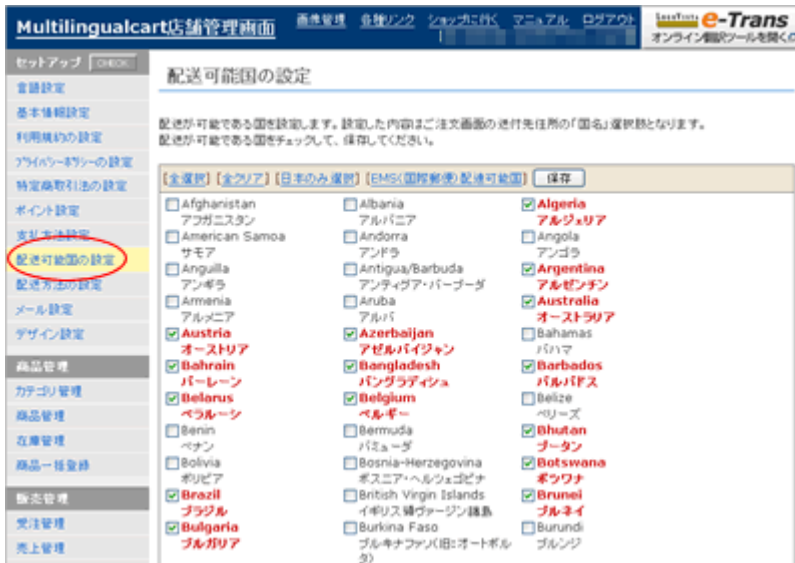 Multilingualcart店舗管理画面
画像管理 各種リンク ショップに行く マニュアル ログアウト
e-Trans
オンライン翻訳ツールを開く
セットアップ CHECK
言語設定
基本情報設定
利用規約の設定
プライバシーポリシーの設定
特定商取引法の設定
ポイント設定
支払方法設定
配送可能国の設定
配送方法の設定
メール設定
デザイン設定
商品管理
カテゴリ管理
商品管理
在庫管理
商品一括登録
販売管理
受注管理
売上管理
配送可能国の設定
配送が可能である国を設定します。設定した内容はご注文画面の送付先住所の「国名」選択肢となります。
配送が可能である国をチェックして、保存してください。
[全選択] [全クリア] [日本のみ選択] [EMS(国際郵便)配達可能国] 保存
Afghanistan Albania Algeria
アフガニスタン アルバニア アルジェリア
American Samoa Andorra Angola
サモア アンドラ アンゴラ
Anguilla Antigua/Barbuda Argentina
アンギラ アンティグア・バーブーダ アルゼンチン
Armenia Aruba Australia
アルメニア アルバ オーストラリア
Austria Azerbaijan Bahamas
オーストリア アゼルバイジャン バハマ
Bahrain Bangladesh Barbados
バーレーン バングラディシュ バルバドス
Belarus Belgium Belize
ベラルーシ ベルギー ベリーズ
Benin Bermuda Bhutan
ベナン バミューダ ブータン
Bolivia Bosnia-Herzegovina Botswana
ボリビア ボスニア・ヘルツェゴビナ ボツワナ
Brazil British Virgin Islands Brunei
ブラジル イギリス領ヴァージン諸島 ブルネイ
Bulgaria Burkina Faso Burundi
ブルガリア ブルキナファソ(旧:オートボル ブルンジ
タ)